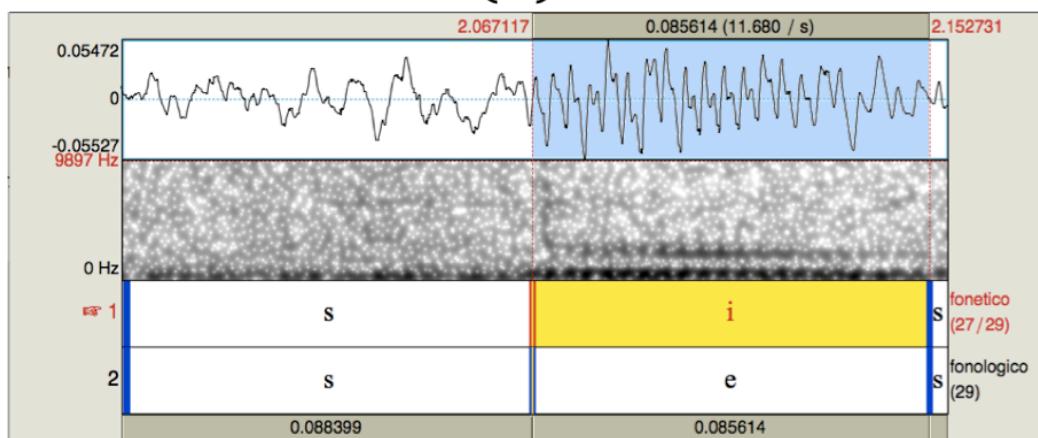 2.067117 0.085614 (11.680 / s) 2.152731
0.05472
0
-0.05527
9897 Hz
0 Hz
☞ 1 s i s fonetico
(27/29)
2 s e s fonologico
(29)
0.088399 0.085614